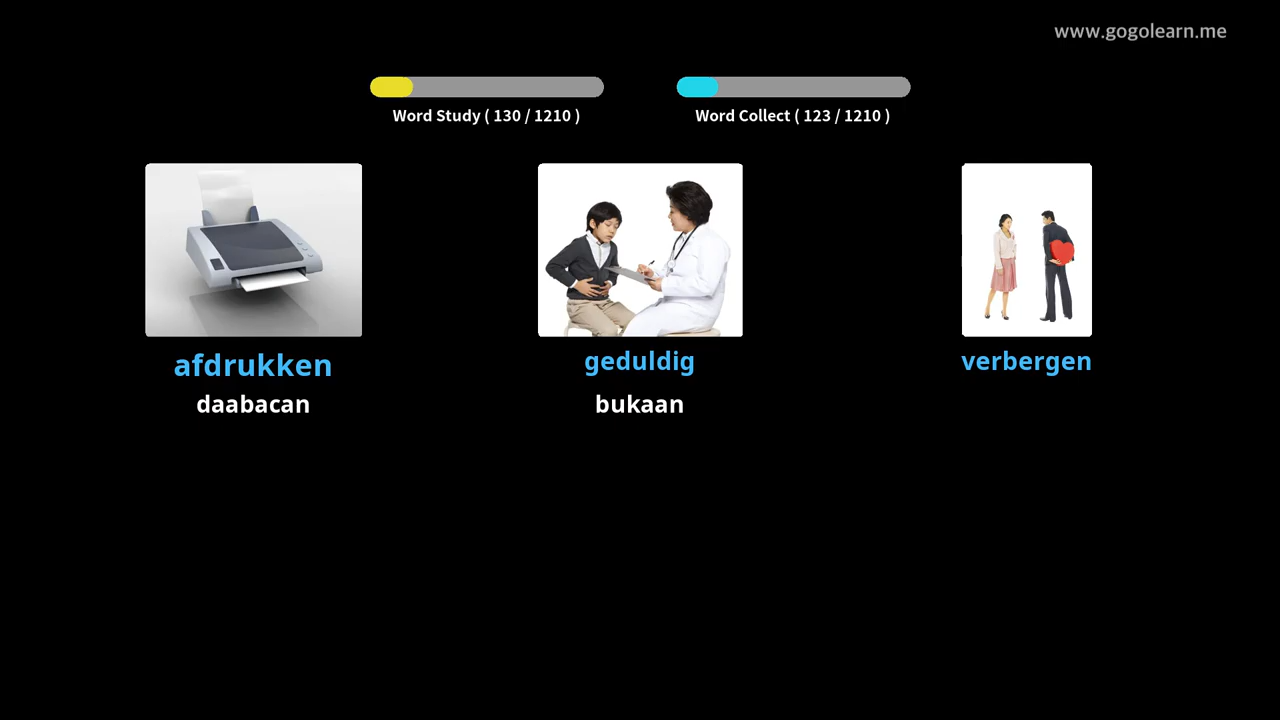 www.gogolearn.me
Word Study ( 130 / 1210 )
Word Collect ( 123 / 1210 )
afdrukken
daabacan
geduldig
bukaan
verbergen